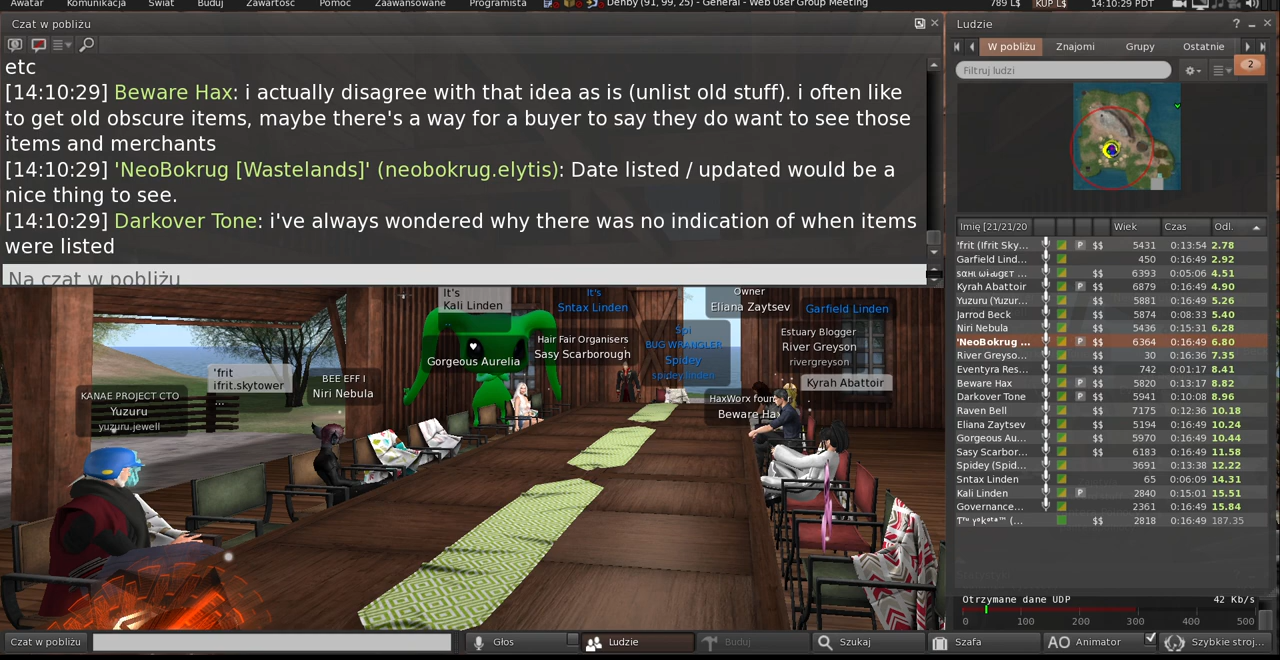 Awatar Komunikacja Świat Buduj Zawartość Pomoc Zaawansowane Programista Denby (91, 99, 25) - General - Web User Group Meeting 789 L$ KUP L$ 14:10:29 PDT
Czat w pobliżu
etc
[14:10:29] Beware Hax: i actually disagree with that idea as is (unlist old stuff). i often like
to get old obscure items, maybe there's a way for a buyer to say they do want to see those
items and merchants
[14:10:29] 'NeoBokrug [Wastelands]' (neobokrug.elytis): Date listed / updated would be a
nice thing to see.
[14:10:29] Darkover Tone: i've always wondered why there was no indication of when items
were listed
Na czat w pobliżu
It's
Kali Linden
It's
Sntax Linden
Owner
Eliana Zaytsev
Garfield Linden
Gorgeous Aurelia
Hair Fair Organisers
Sasy Scarborough
BUG WRANGLER
Spidey
spidey.linden
Estuary Blogger
River Greyson
rivergreyson
'frit
ifrit.skytower
...
BEE EFF I
Niri Nebula
KANAE PROJECT CTO
Yuzuru
yuzuru.jewell
Kyrah Abattoir
HaxWorx foun
Beware Hax
Ludzie
W pobliżu Znajomi Grupy Ostatnie
Filtruj ludzi
2
Imię [21/21/20 Wiek Czas Odl.
'frit (Ifrit Sky... P $$ 5431 0:13:54 2.78
Garfield Lind... 450 0:16:49 2.92
$$ 6393 0:05:06 4.51
Kyrah Abattoir P $$ 6879 0:16:49 4.90
Yuzuru (Yuzur... $$ 5881 0:16:49 5.26
Jarrod Beck $$ 5874 0:08:33 5.40
Niri Nebula $$ 5436 0:15:31 6.28
'NeoBokrug ... P $$ 6364 0:16:49 6.80
River Greyso... 30 0:16:36 7.35
Eventyra Res... 742 0:01:17 8.41
Beware Hax P $$ 5820 0:13:17 8.82
Darkover Tone P $$ 5941 0:10:08 8.96
Raven Bell $$ 7175 0:12:36 10.18
Eliana Zaytsev $$ 5194 0:16:49 10.24
Gorgeous Au... $$ 5970 0:16:49 10.44
Sasy Scarbor... $$ 6183 0:16:49 11.58
Spidey (Spid... 3691 0:13:38 12.22
Sntax Linden 65 0:06:09 14.31
Kali Linden P 2840 0:15:01 15.51
Governance... 2361 0:16:49 15.84
$$ 2818 0:16:49 187.35
Otrzymane dane UDP 42 Kb/s
0 100 200 300 400 500
Czat w pobliżu Głos Ludzie Buduj Szukaj Szafa AO Animator Szybkie stroj...